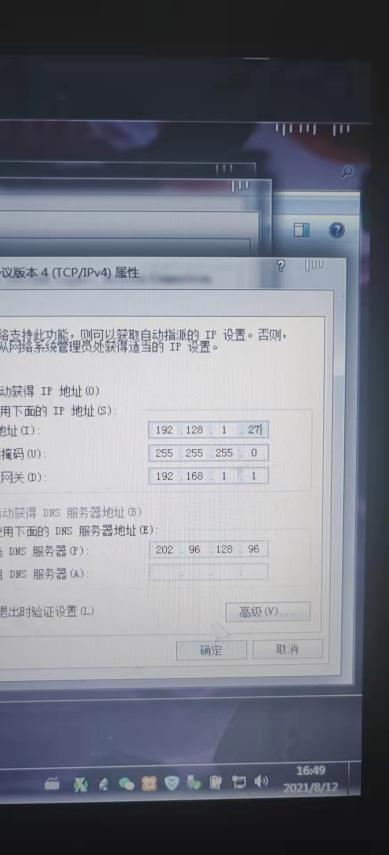 议版本 4 (TCP/IPv4) 属性
络支持此功能，则可以获取自动指派的 IP 设置。否则，
从网络系统管理员处获得适当的 IP 设置。
动获得 IP 地址(O)
用下面的 IP 地址(S):
地址(I): 192 . 128 . 1 . 27
掩码(U): 255 . 255 . 255 . 0
网关(D): 192 . 168 . 1 . 1
自动获得 DNS 服务器地址(B)
使用下面的 DNS 服务器地址(E):
选 DNS 服务器(P): 202 . 96 . 128 . 96
用 DNS 服务器(A):
退出时验证设置(L)
高级(V)...
确定 取消
16:49
2021/8/12